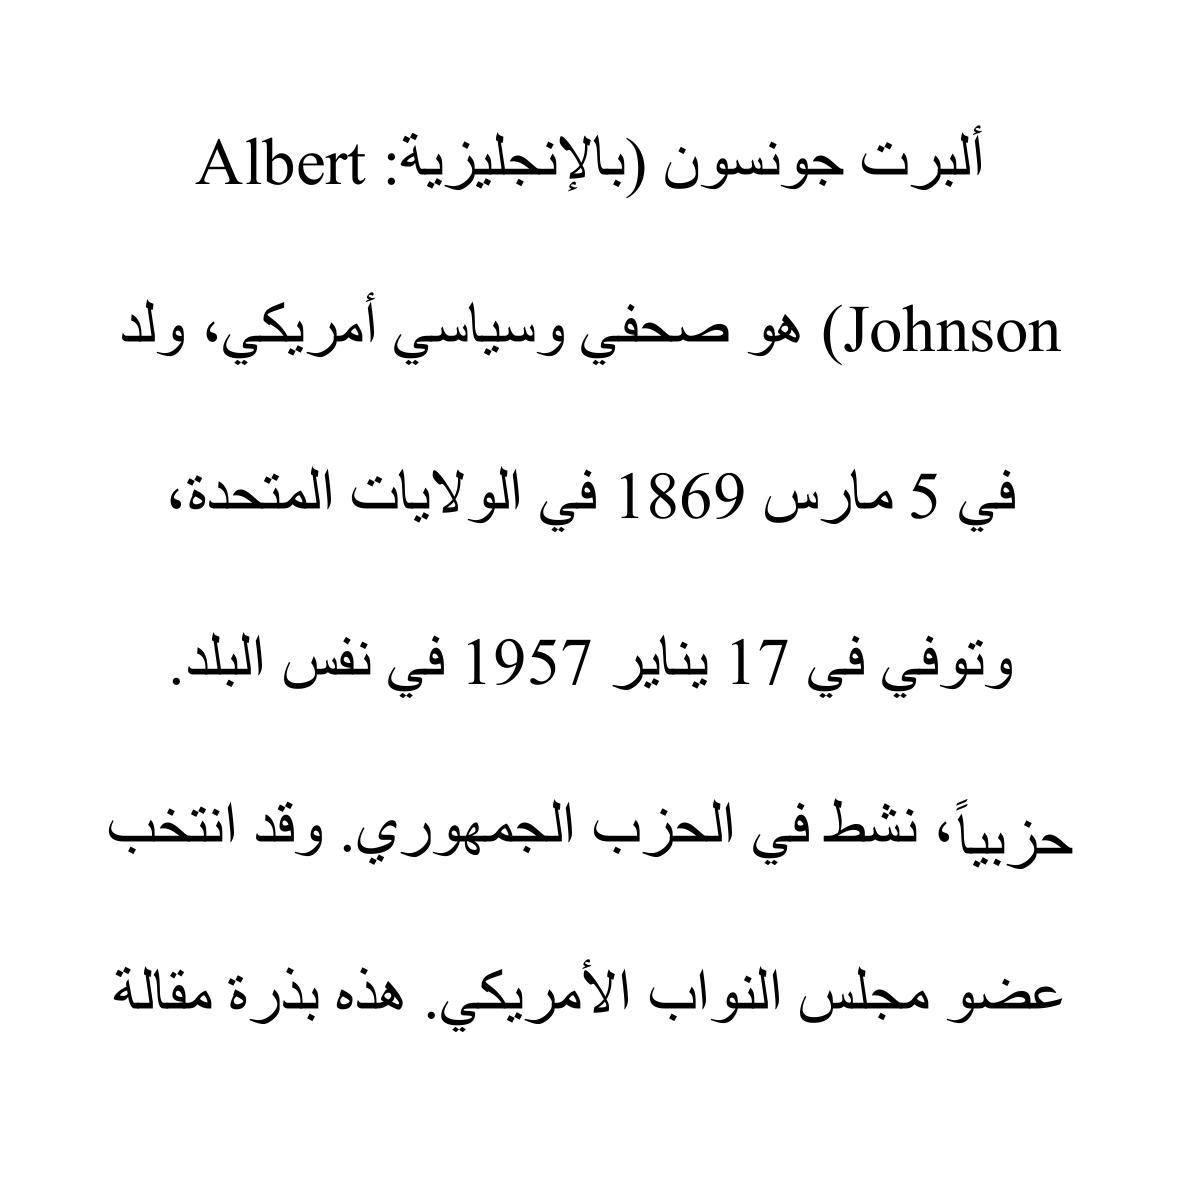 ألبرت جونسون (بالإنجليزية: Albert
Johnson) هو صحفي وسياسي أمريكي، ولد
في 5 مارس 1869 في الولايات المتحدة،
وتوفي في 17 يناير 1957 في نفس البلد.
حزبياً، نشط في الحزب الجمهوري. وقد انتخب
عضو مجلس النواب الأمريكي. هذه بذرة مقالة